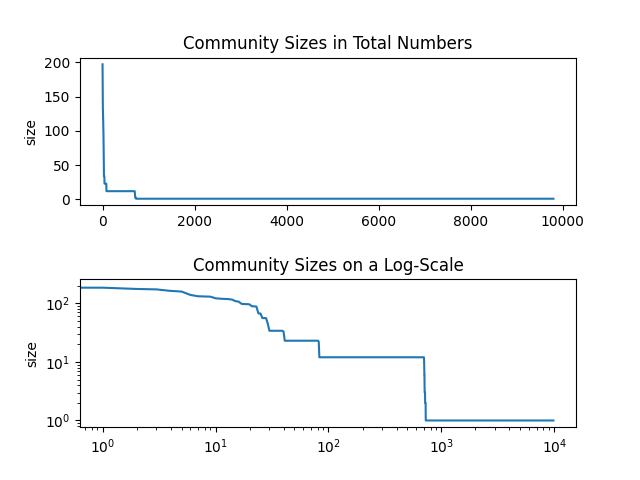 Community Sizes in Total Numbers
200
150
100
50
0
size
0 2000 4000 6000 8000 10000
Community Sizes on a Log-Scale
10²
10¹
10⁰
size
10⁰ 10¹ 10² 10³ 10⁴